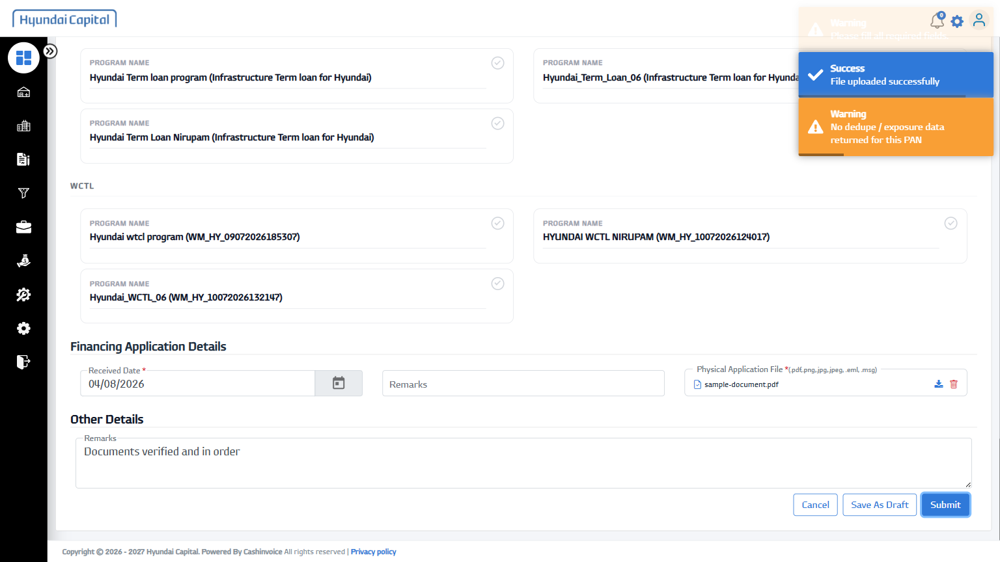 Hyundai Capital
0
Warning
Please fill all required fields.
Success
File uploaded successfully
Warning
No dedupe / exposure data
returned for this PAN
PROGRAM NAME
Hyundai Term loan program (Infrastructure Term loan for Hyundai)
PROGRAM NAME
Hyundai_Term_Loan_06 (Infrastructure Term loan for Hyunda
PROGRAM NAME
Hyundai Term Loan Nirupam (Infrastructure Term loan for Hyundai)
WCTL
PROGRAM NAME
Hyundai wtcl program (WM_HY_09072026185307)
PROGRAM NAME
HYUNDAI WCTL NIRUPAM (WM_HY_10072026124017)
PROGRAM NAME
Hyundai_WCTL_06 (WM_HY_10072026132147)
Financing Application Details
Received Date *
04/08/2026
Remarks
Physical Application File *(.pdf,.png,.jpg,.jpeg, .eml, .msg)
sample-document.pdf
Other Details
Remarks
Documents verified and in order
Cancel
Save As Draft
Submit
Copyright © 2026 - 2027 Hyundai Capital. Powered By Cashinvoice All rights reserved | Privacy policy